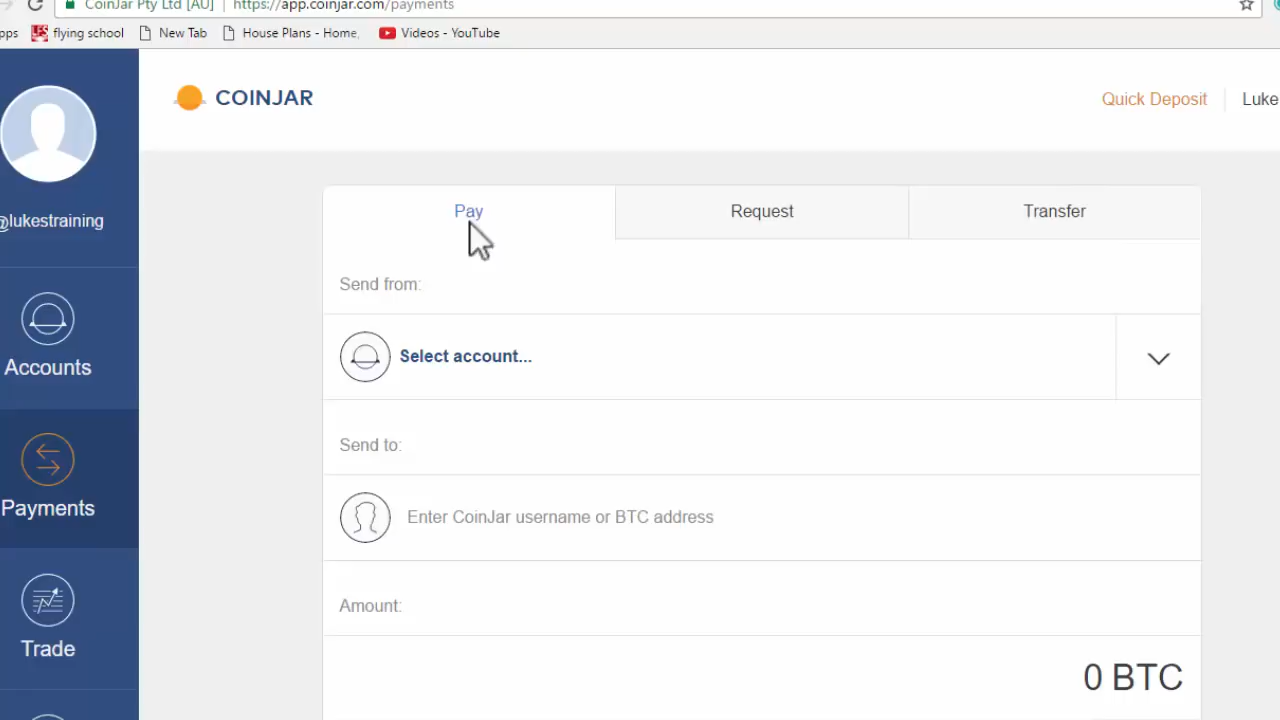 CoinJar Pty Ltd [AU] https://app.coinjar.com/payments
flying school New Tab House Plans - Home, Videos - YouTube
COINJAR
Quick Deposit Luke
@lukestraining
Pay Request Transfer
Send from:
Accounts
Select account...
Send to:
Payments
Enter CoinJar username or BTC address
Amount:
Trade
0 BTC